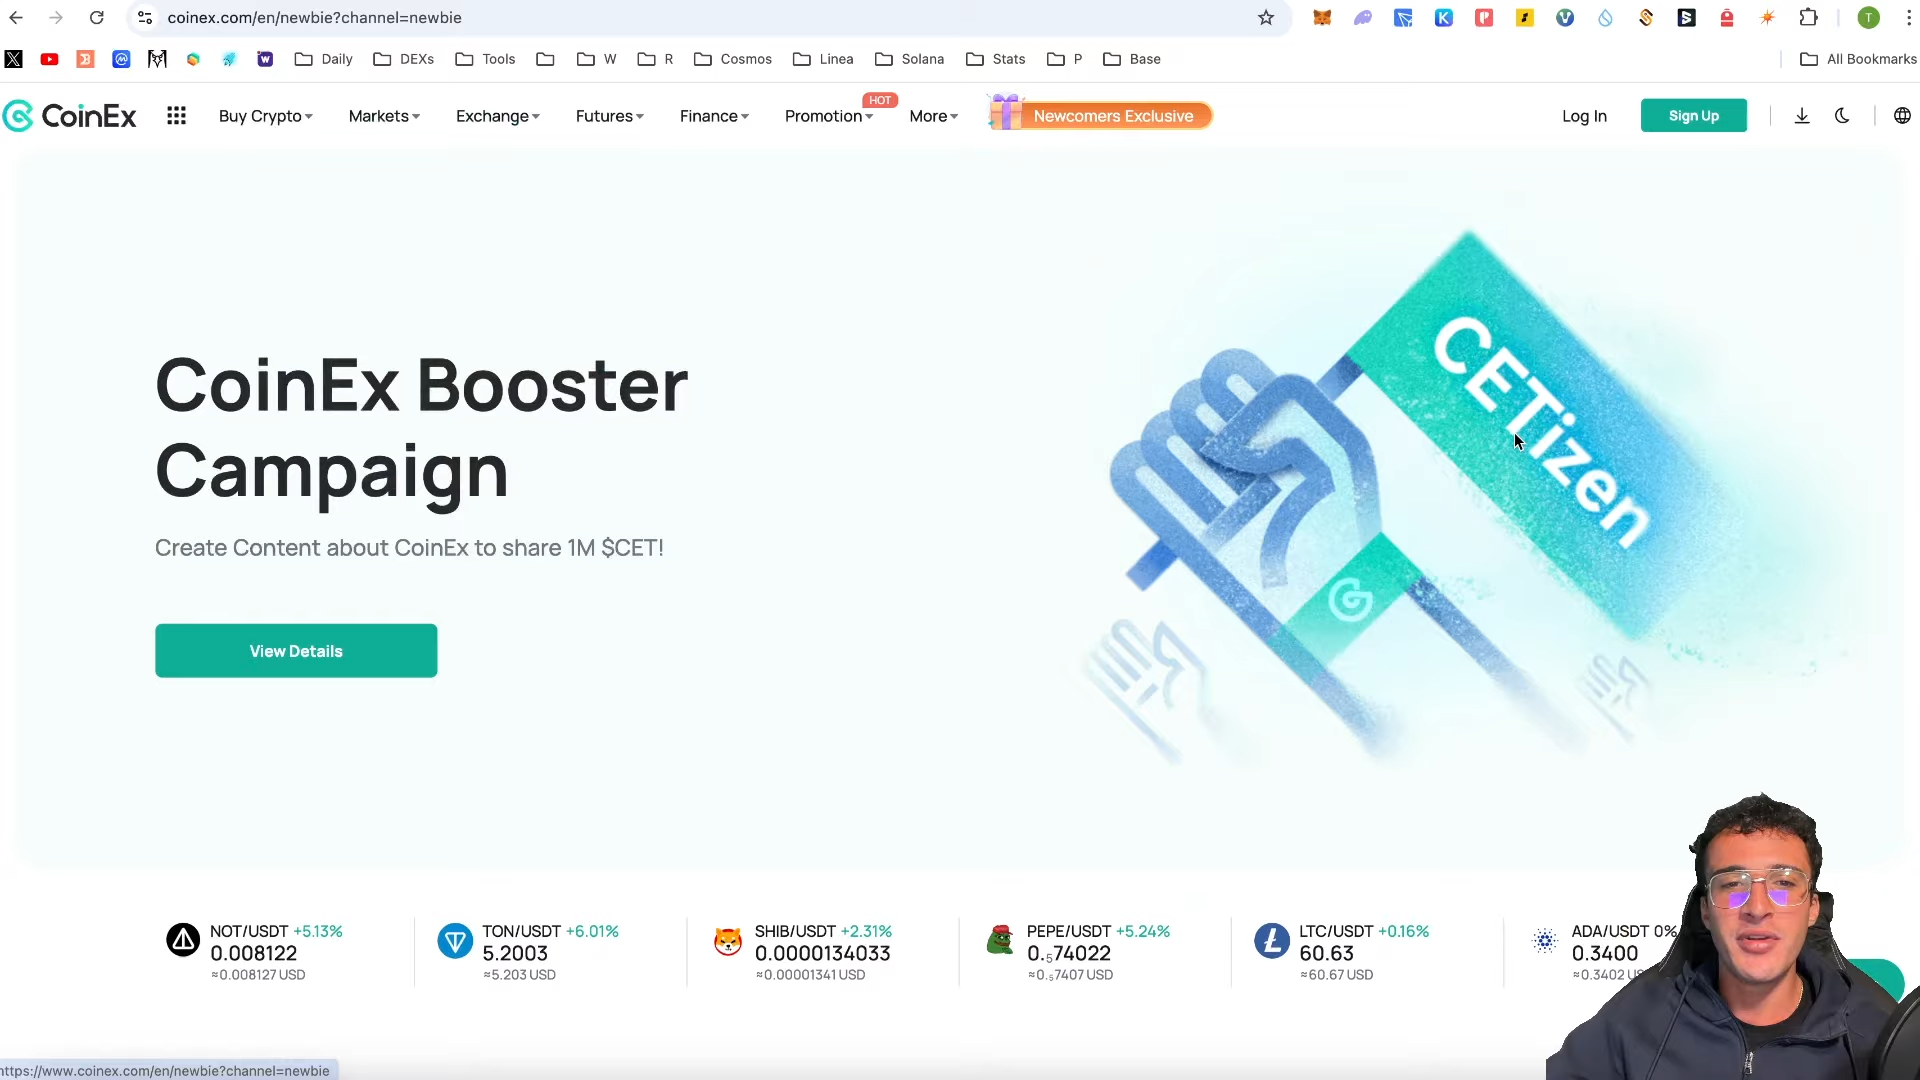 coinex.com/en/newbie?channel=newbie
T
Daily
DEXs
Tools
W
R
Cosmos
Linea
Solana
Stats
P
Base
All Bookmarks
CoinEx
Buy Crypto
Markets
Exchange
Futures
Finance
Promotion
HOT
More
Newcomers Exclusive
Log In
Sign Up
CoinEx Booster
Campaign
Create Content about CoinEx to share 1M $CET!
View Details
CETizen
NOT/USDT +5.13%
0.008122
≈0.008127 USD
TON/USDT +6.01%
5.2003
≈5.203 USD
SHIB/USDT +2.31%
0.0000134033
≈0.00001341 USD
PEPE/USDT +5.24%
0.₅74022
≈0.₅7407 USD
LTC/USDT +0.16%
60.63
≈60.67 USD
ADA/USDT 0%
0.3400
≈0.3402
https://www.coinex.com/en/newbie?channel=newbie